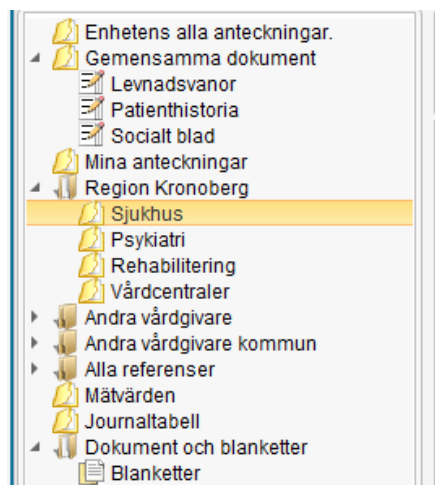 Enhetens alla anteckningar.
Gemensamma dokument
Levnadsvanor
Patienthistoria
Socialt blad
Mina anteckningar
Region Kronoberg
Sjukhus
Psykiatri
Rehabilitering
Vårdcentraler
Andra vårdgivare
Andra vårdgivare kommun
Alla referenser
Mätvärden
Journaltabell
Dokument och blanketter
Blanketter